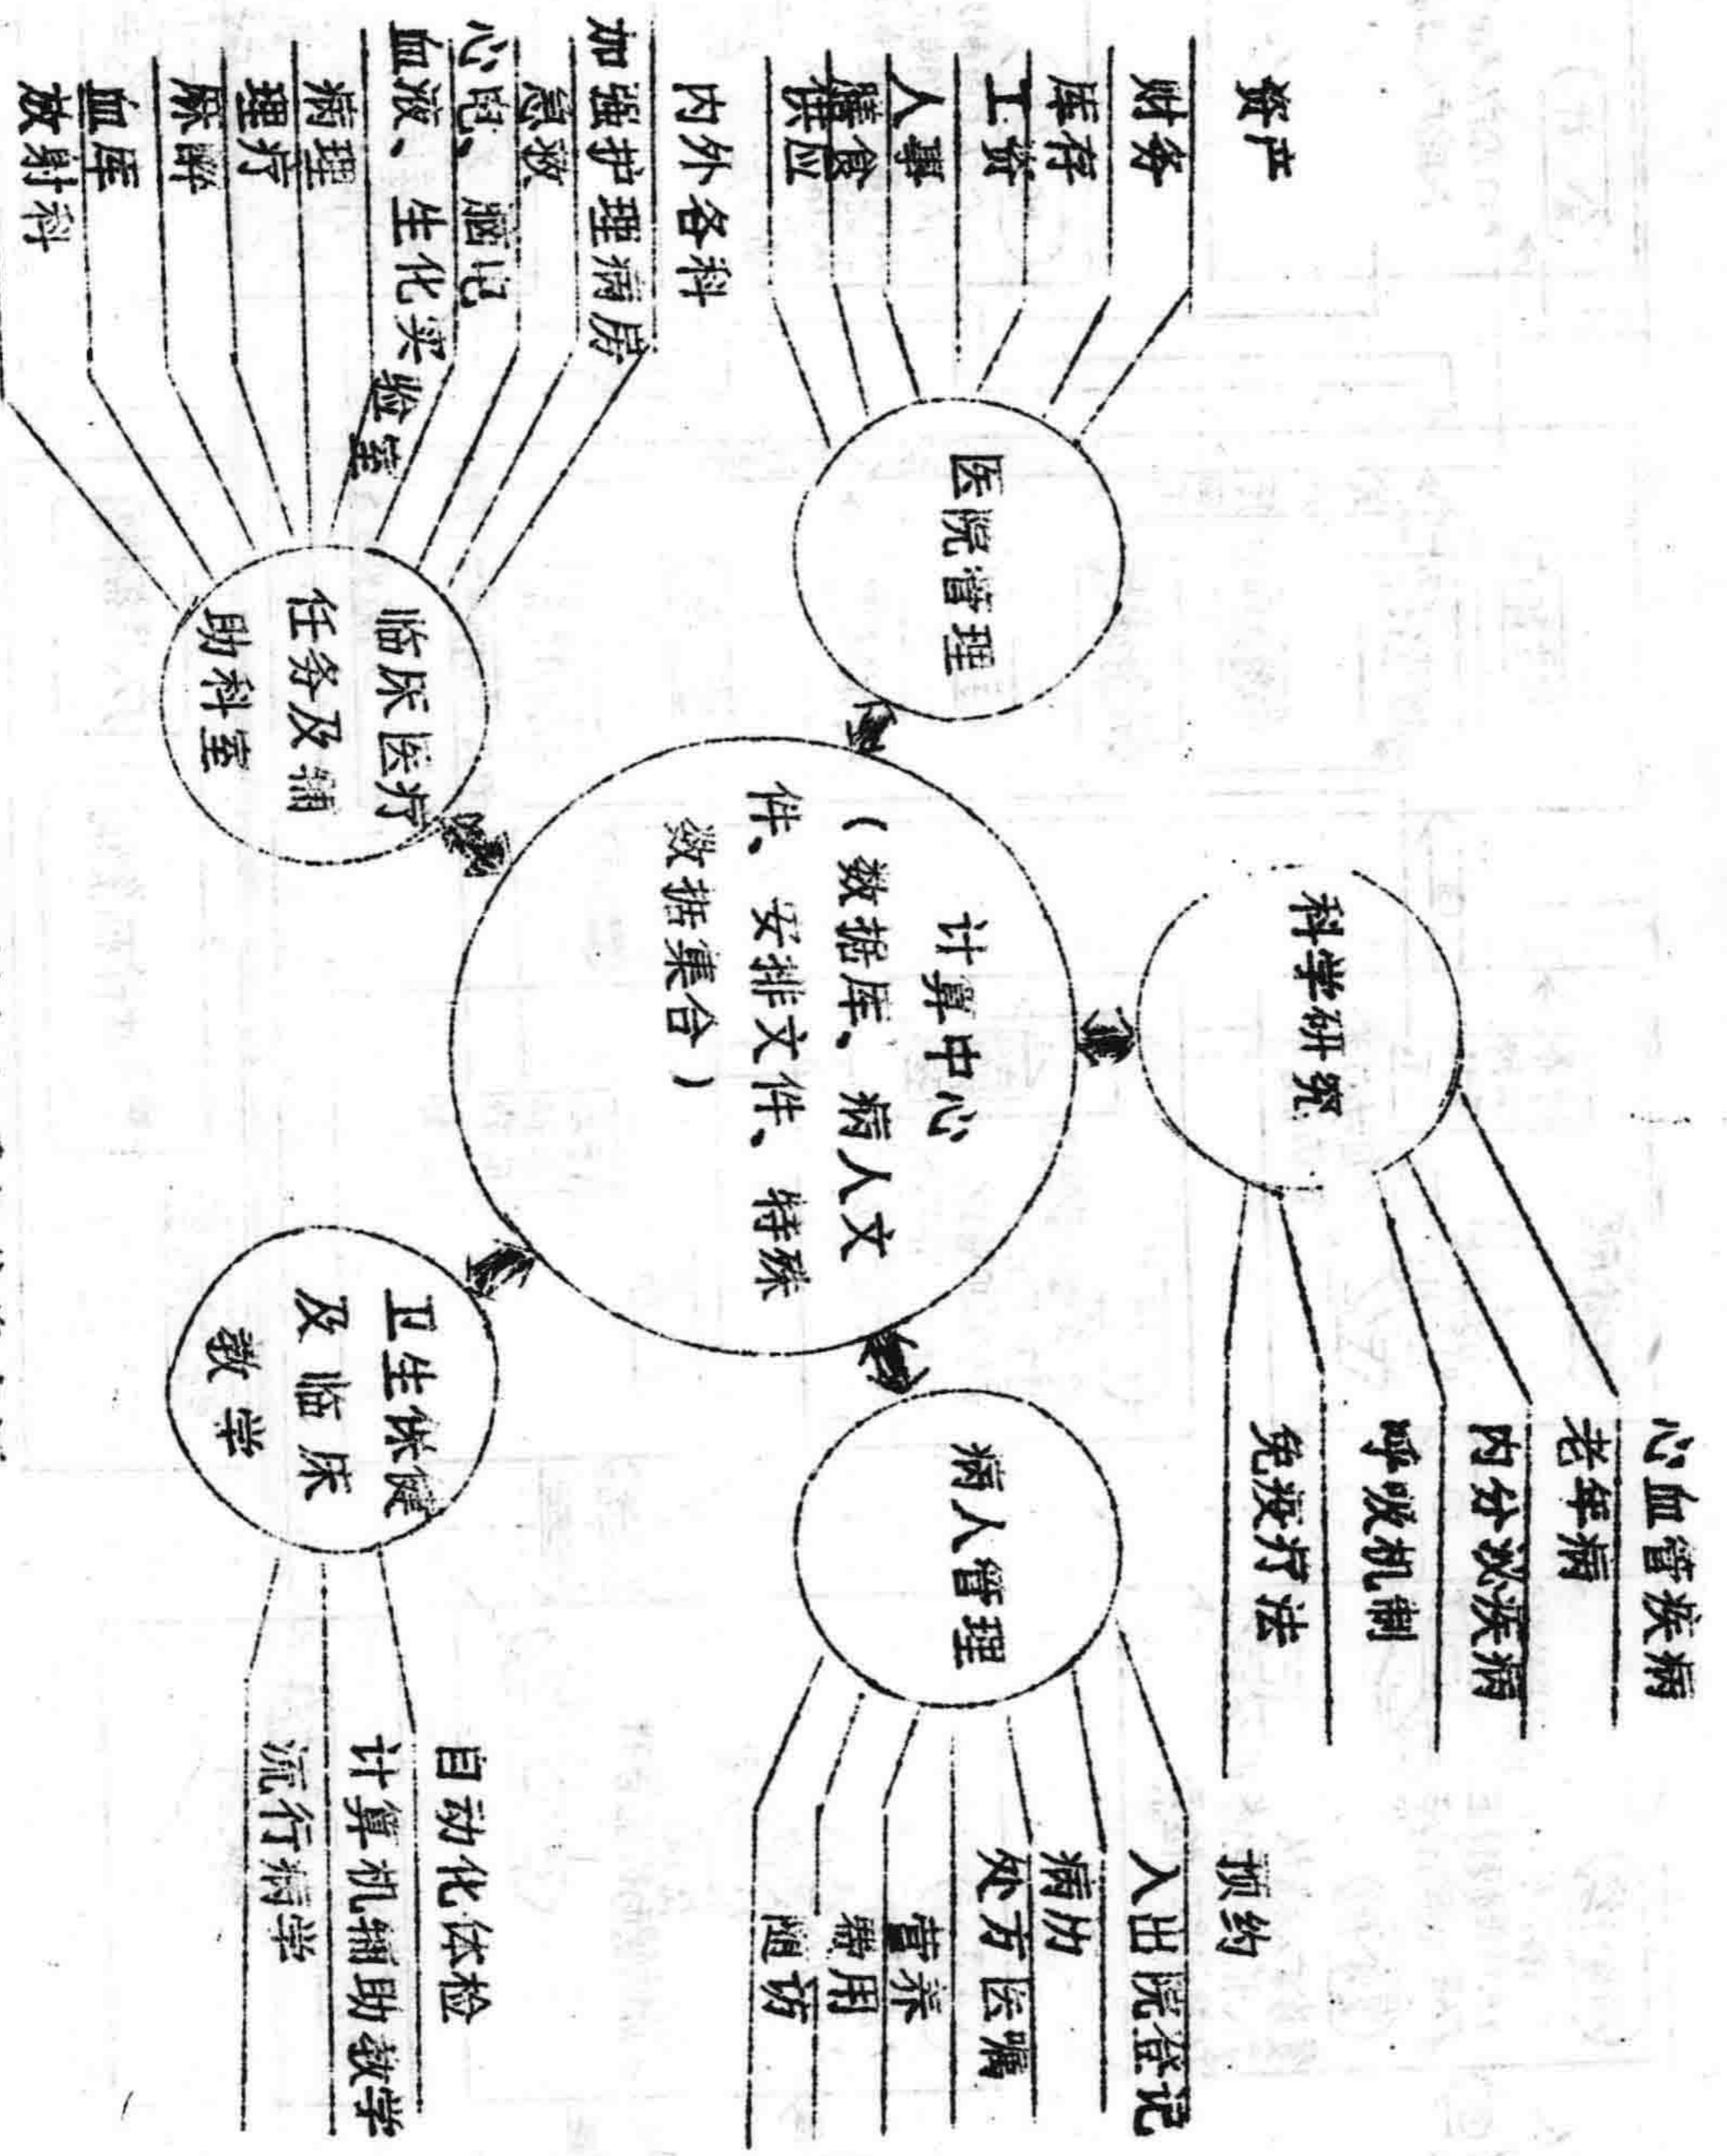 心血管疾病
老年病
内分泌疾病
呼吸机制
免疫疗法
科学研究
资产
财务
库存
工资
人事
膳食
供应
医院管理
预约
入出院登记
病历
处方医嘱
营养
费用
随访
病人管理
计算中心
（数据库、病人文
件、安排文件、特殊
数据集合）
内外各科
加强护理病房
急救
心电、脑电
血液、生化实验室
病理
理疗
麻醉
血库
放射科
临床医疗
任务及辅
助科室
卫生保健
及临床
教学
自动化体检
计算机辅助教学
流行病学